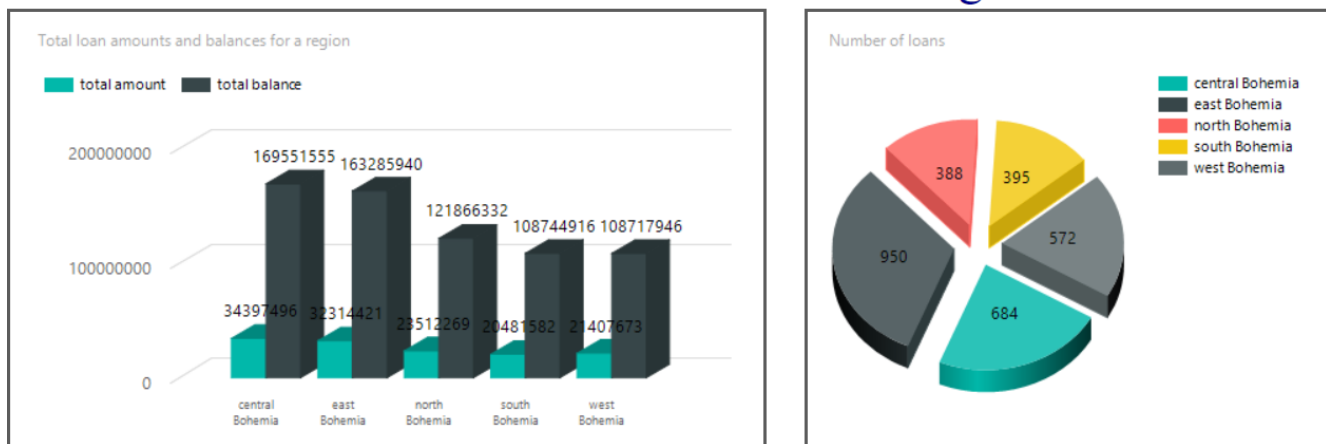 Total loan amounts and balances for a region
total amount total balance
200000000
100000000
0
169551555
163285940
121866332
108744916
108717946
34397496
32314421
23512269
20481582
21407673
central
Bohemia
east
Bohemia
north
Bohemia
south
Bohemia
west
Bohemia
Number of loans
central Bohemia
east Bohemia
north Bohemia
south Bohemia
west Bohemia
388
395
572
950
684